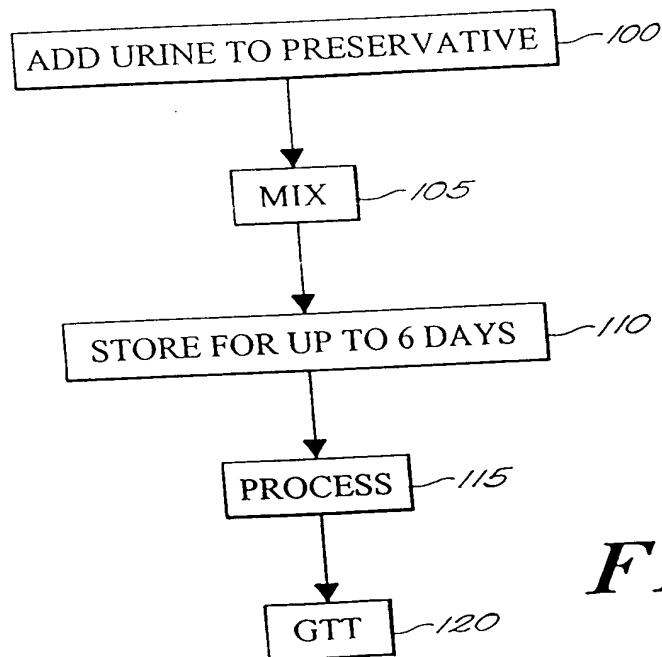 ADD URINE TO PRESERVATIVE 100
MIX 105
STORE FOR UP TO 6 DAYS 110
PROCESS 115
GTT 120